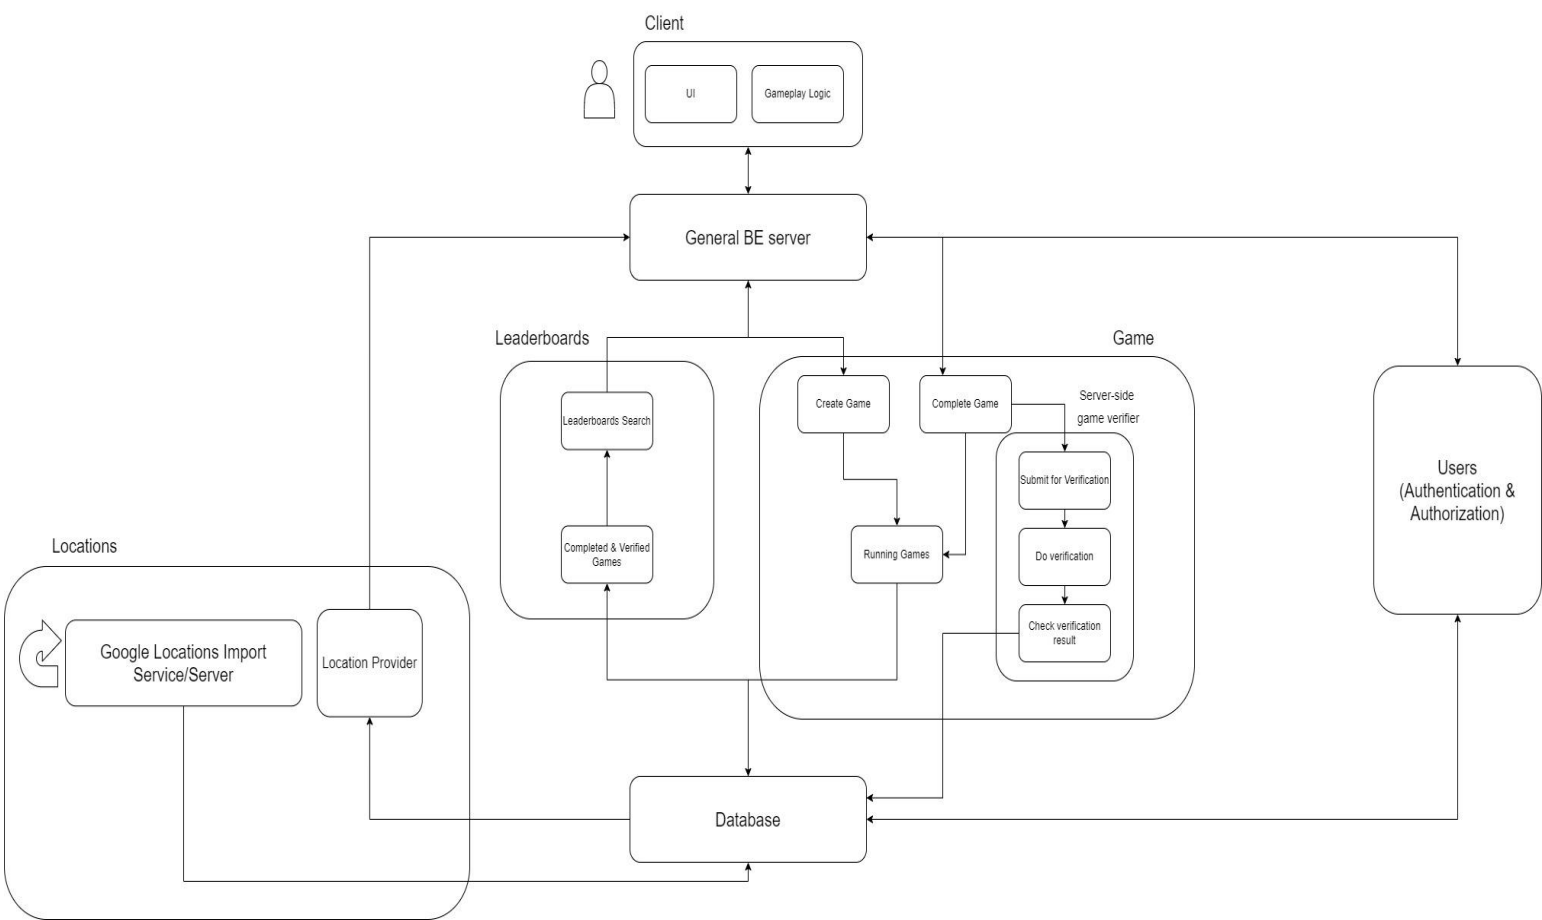 Client
UI
Gameplay Logic
General BE server
Leaderboards
Game
Leaderboards Search
Create Game
Complete Game
Server-side
game verifier
Submit for Verification
Users
(Authentication &
Authorization)
Completed & Verified
Games
Running Games
Do verification
Locations
Check verification
result
Google Locations Import
Service/Server
Location Provider
Database